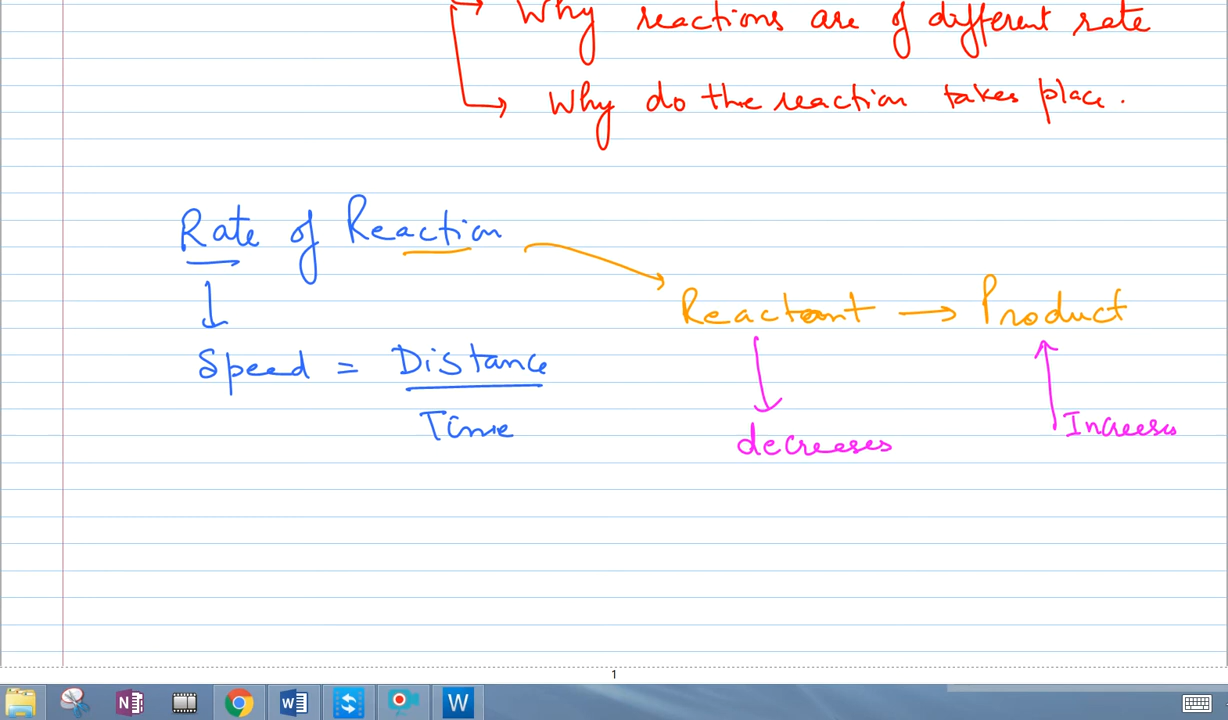 Why reactions are of different rate
Why do the reaction takes place.
Rate of Reaction
Reactant → Product
Speed = Distance
Time
decreases
Increeses
1